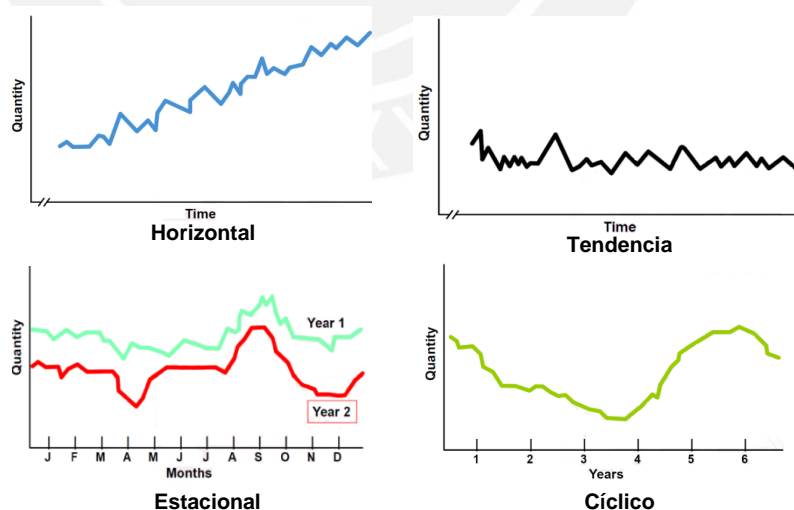 Quantity
Time
Horizontal
Quantity
Time
Tendencia
Quantity
Year 1
Year 2
J F M A M J J A S O N D
Months
Estacional
Quantity
1 2 3 4 5 6
Years
Cíclico